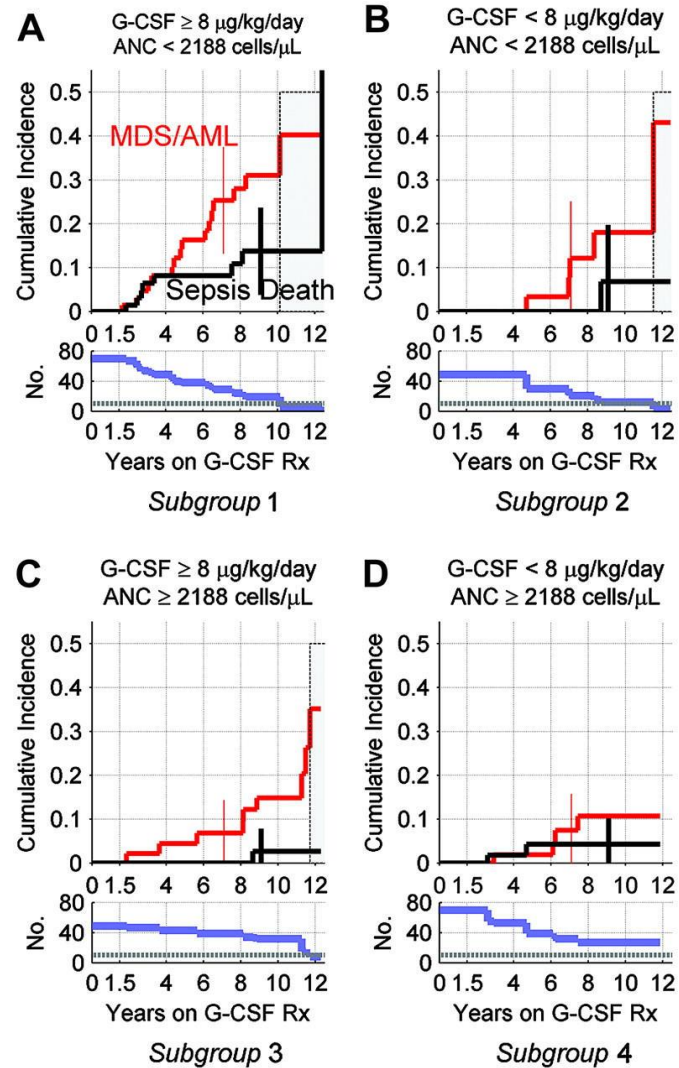 A
G-CSF ≥ 8 μg/kg/day
ANC < 2188 cells/μL
Cumulative Incidence
0.5
0.4
0.3
0.2
0.1
0
MDS/AML
Sepsis Death
0 1.5 4 6 8 10 12
No.
80
40
0
0 1.5 4 6 8 10 12
Years on G-CSF Rx
Subgroup 1
B
G-CSF < 8 μg/kg/day
ANC < 2188 cells/μL
Cumulative Incidence
0.5
0.4
0.3
0.2
0.1
0
0 1.5 4 6 8 10 12
No.
80
40
0
0 1.5 4 6 8 10 12
Years on G-CSF Rx
Subgroup 2
C
G-CSF ≥ 8 μg/kg/day
ANC ≥ 2188 cells/μL
Cumulative Incidence
0.5
0.4
0.3
0.2
0.1
0
0 1.5 4 6 8 10 12
No.
80
40
0
0 1.5 4 6 8 10 12
Years on G-CSF Rx
Subgroup 3
D
G-CSF < 8 μg/kg/day
ANC ≥ 2188 cells/μL
Cumulative Incidence
0.5
0.4
0.3
0.2
0.1
0
0 1.5 4 6 8 10 12
No.
80
40
0
0 1.5 4 6 8 10 12
Years on G-CSF Rx
Subgroup 4